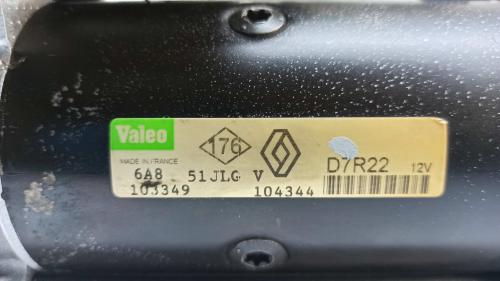 Valeo 176 D7R22 12V
MADE IN FRANCE
6A8 51JLG V
103349 104344